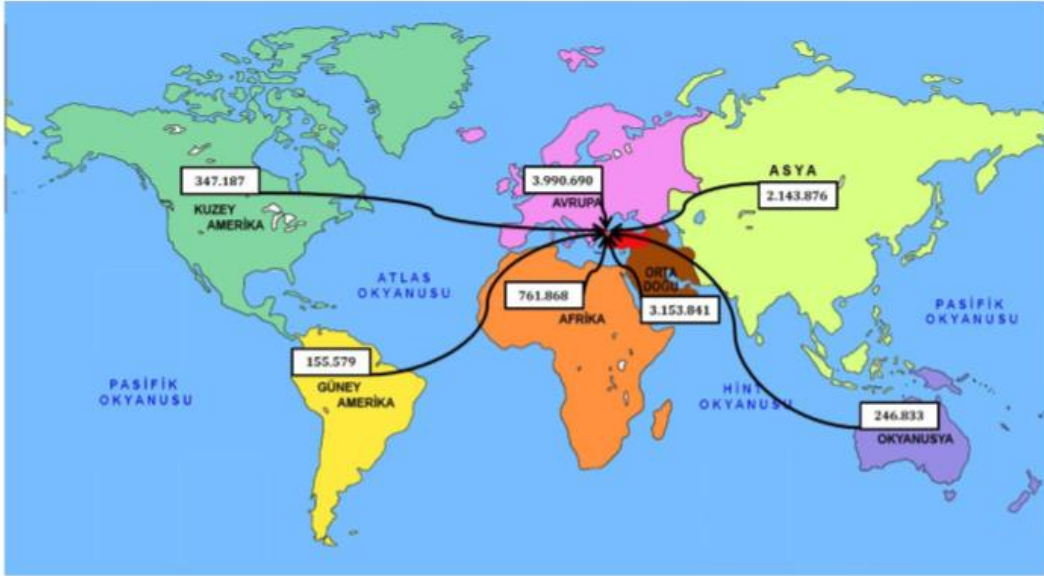 347.187
KUZEY
AMERİKA
3.990.690
AVRUPA
ASYA
2.143.876
ATLAS
OKYANUSU
ORTA
DOĞU
761.868
AFRİKA
3.153.841
PASİFİK
OKYANUSU
155.579
GÜNEY
AMERİKA
PASİFİK
OKYANUSU
HİNT
OKYANUSU
246.833
OKYANUSYA